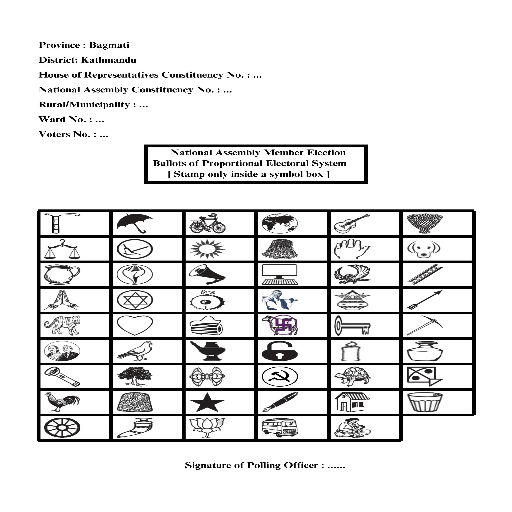 Province : Bagmati
District: Kathmandu
House of Representatives Constituency No. : ...
National Assembly Constituency No. : ...
Rural/Municipality : ...
Ward No. : ...
Voters No. : ...
National Assembly Member Election
Ballots of Proportional Electoral System
[ Stamp only inside a symbol box ]
Signature of Polling Officer : ......